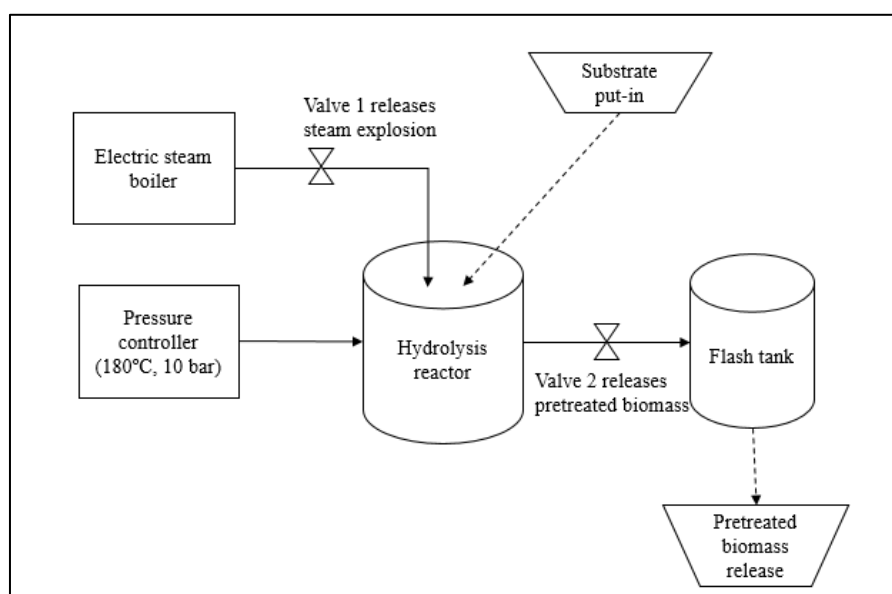 Substrate
put-in
Valve 1 releases
steam explosion
Electric steam
boiler
Pressure
controller
(180°C, 10 bar)
Hydrolysis
reactor
Flash tank
Valve 2 releases
pretreated biomass
Pretreated
biomass
release